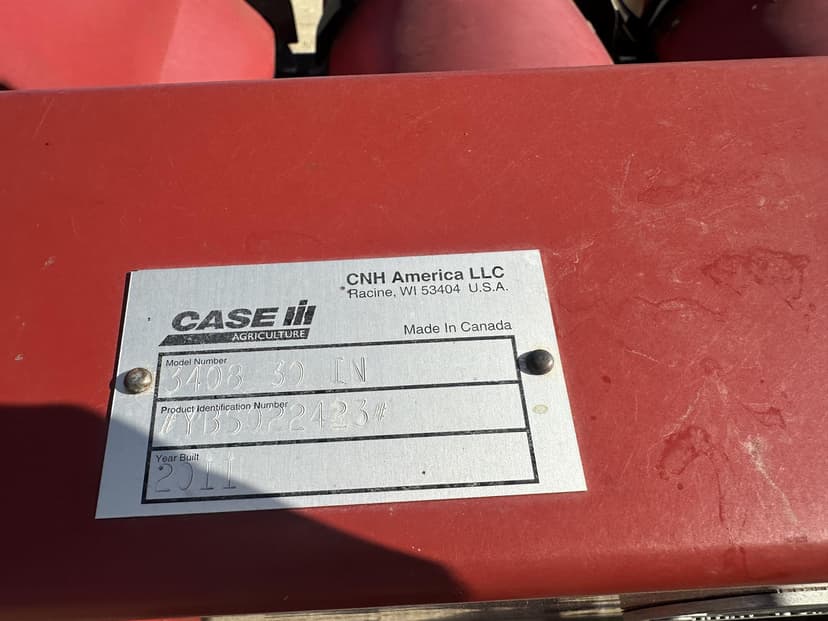 CNH America LLC
Racine, WI 53404 U.S.A.
CASE IH
AGRICULTURE
Made In Canada
Model Number
3408 30 IN
Product Identification Number
#YBS022423#
Year Built
2011